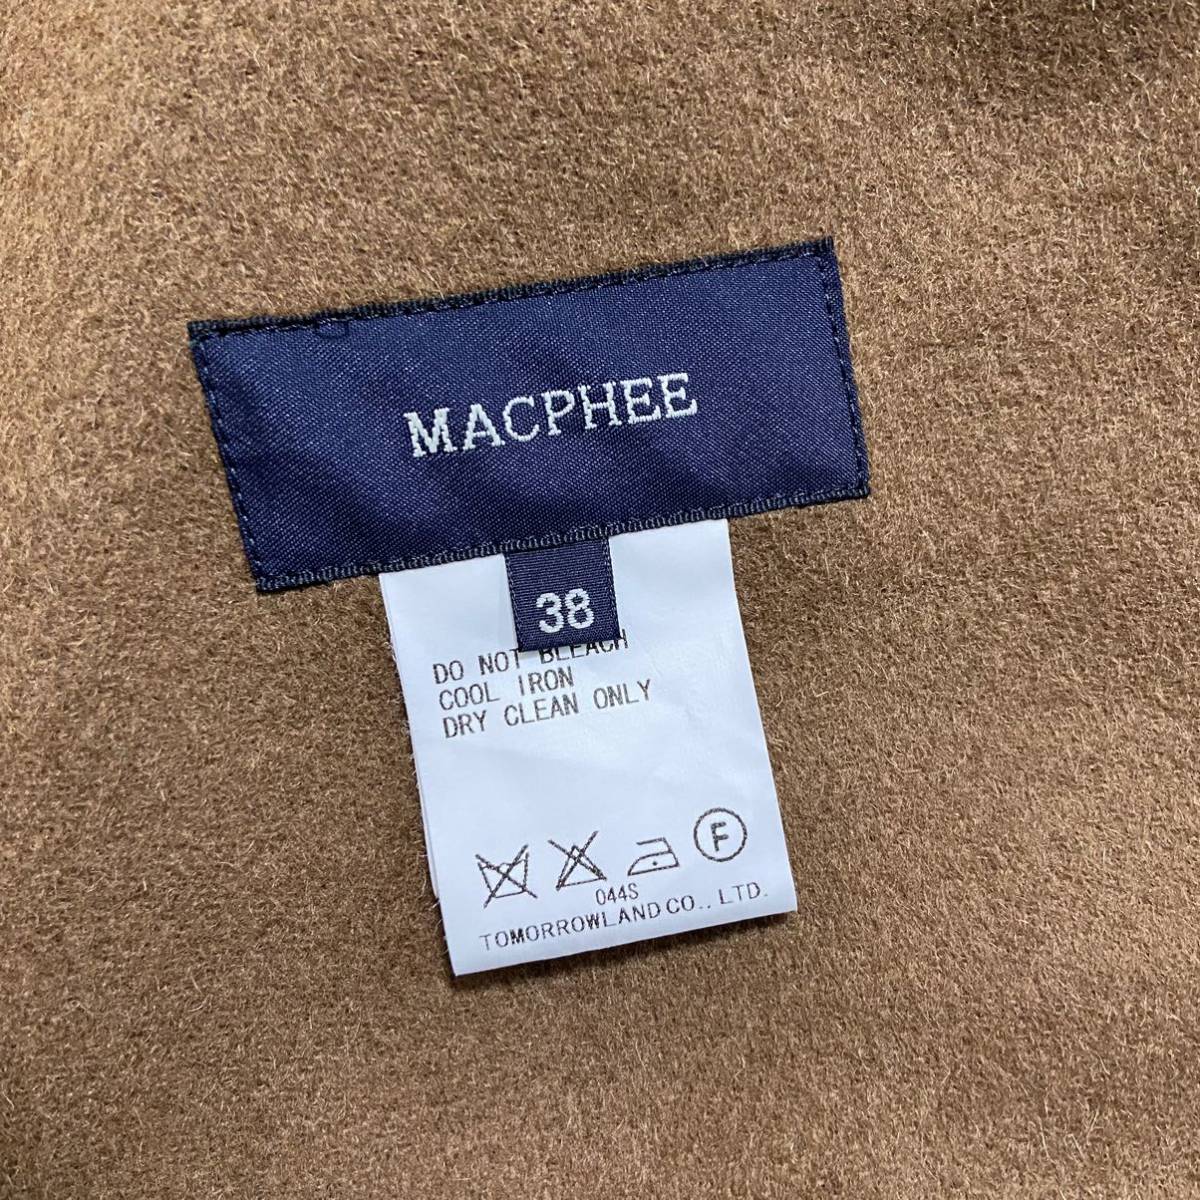 MACPHEE
38
DO NOT BLEACH
COOL IRON
DRY CLEAN ONLY
F
044S
TOMORROWLAND CO., LTD.